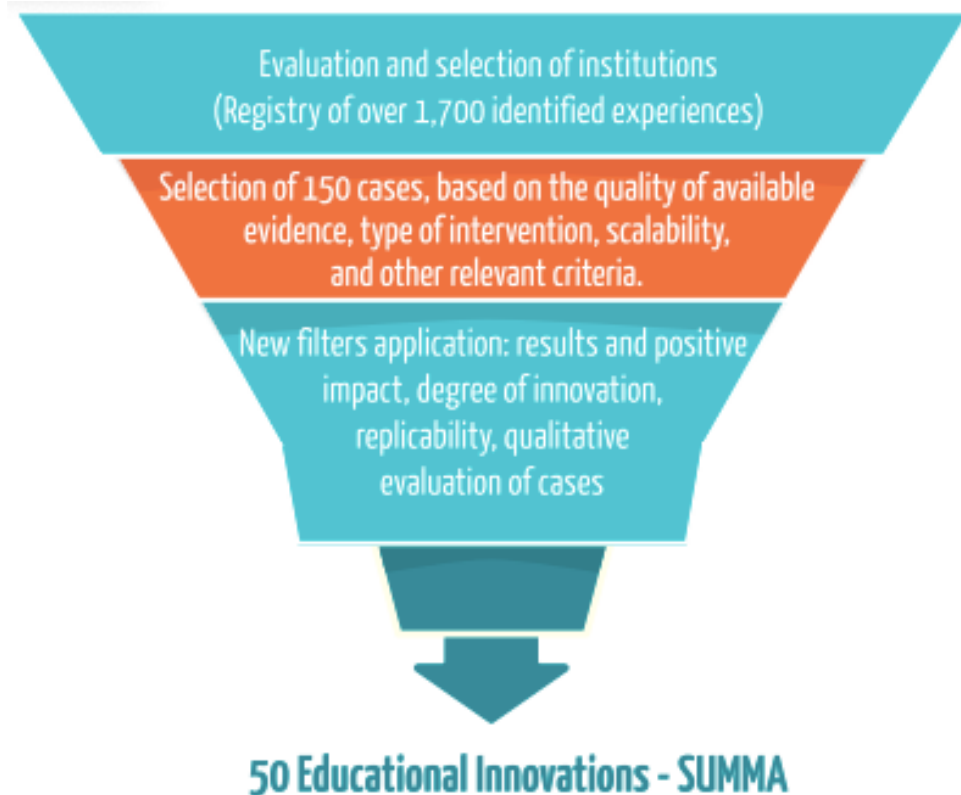 Evaluation and selection of institutions
(Registry of over 1,700 identified experiences)
Selection of 150 cases, based on the quality of available
evidence, type of intervention, scalability,
and other relevant criteria.
New filters application: results and positive
impact, degree of innovation,
replicability, qualitative
evaluation of cases
50 Educational Innovations - SUMMA